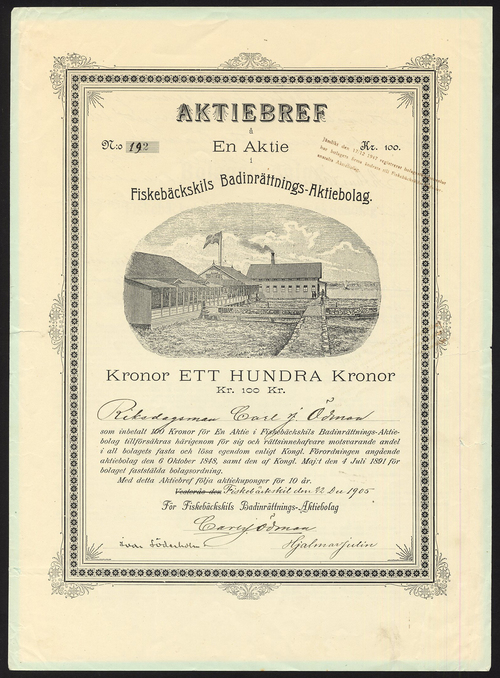 AKTIEBREF
å
N:o 192 En Aktie Kr. 100.
i
Fiskebäckskils Badinrättnings-Aktiebolag.
Kronor ETT HUNDRA Kronor
Kr. 100 Kr.
Riksdagsman Carl J Ödman
som inbetalt 100 Kronor för En Aktie i Fiskebäckskils Badinrättnings-Aktie-
bolag tillförsäkras härigenom för sig och rättsinnehafvare motsvarande andel
i all bolagets fasta och lösa egendom enligt Kongl. Förordningen angående
aktiebolag den 6 Oktober 1848, samt den af Kongl. Maj:t den 4 Juli 1891 för
bolaget fastställda bolagsordning.
Med detta Aktiebref följa aktiekuponger för 10 år.
Vesterås den Fiskebäckskil den 22 Dec 1905
För Fiskebäckskils Badinrättnings-Aktiebolag
Carl J Ödman
Ivar Söderholm Hjalmar Julin